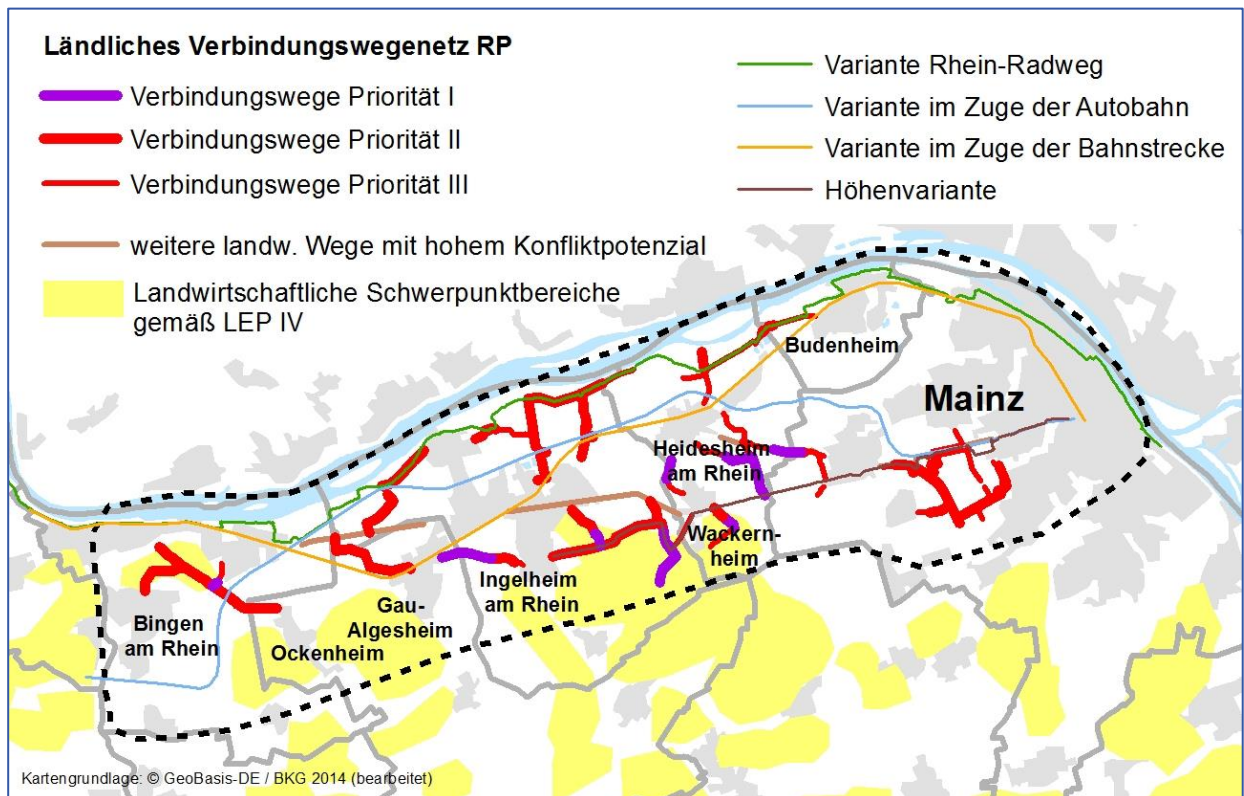 Ländliches Verbindungswegenetz RP
Verbindungswege Priorität I
Verbindungswege Priorität II
Verbindungswege Priorität III
weitere landw. Wege mit hohem Konfliktpotenzial
Landwirtschaftliche Schwerpunktbereiche
gemäß LEP IV
Variante Rhein-Radweg
Variante im Zuge der Autobahn
Variante im Zuge der Bahnstrecke
Höhenvariante
Budenheim
Mainz
Heidesheim
am Rhein
Wackern-
heim
Ingelheim
am Rhein
Gau-
Algesheim
Ockenheim
Bingen
am Rhein
Kartengrundlage: © GeoBasis-DE / BKG 2014 (bearbeitet)